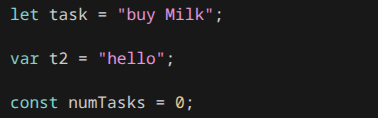 let task = "buy Milk";
var t2 = "hello";
const numTasks = 0;